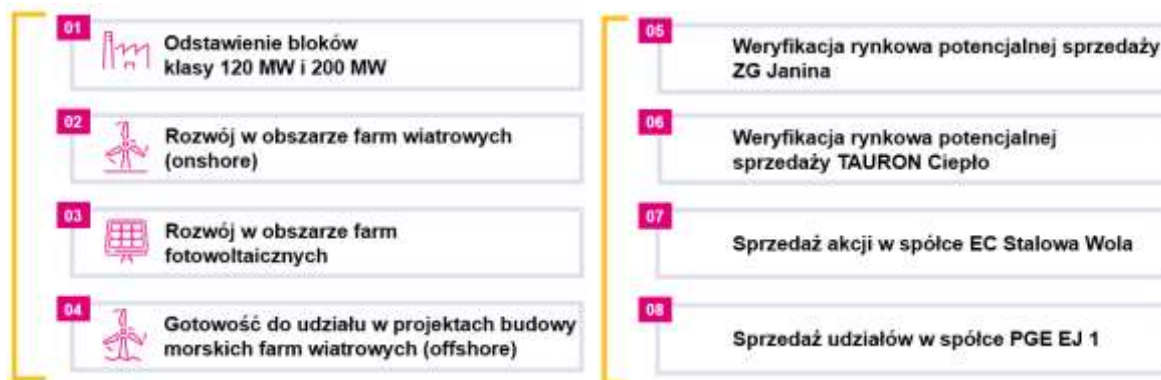 01
Odstawienie bloków
klasy 120 MW i 200 MW
02
Rozwój w obszarze farm wiatrowych
(onshore)
03
Rozwój w obszarze farm
fotowoltaicznych
04
Gotowość do udziału w projektach budowy
morskich farm wiatrowych (offshore)
05
Weryfikacja rynkowa potencjalnej sprzedaży
ZG Janina
06
Weryfikacja rynkowa potencjalnej
sprzedaży TAURON Ciepło
07
Sprzedaż akcji w spółce EC Stalowa Wola
08
Sprzedaż udziałów w spółce PGE EJ 1